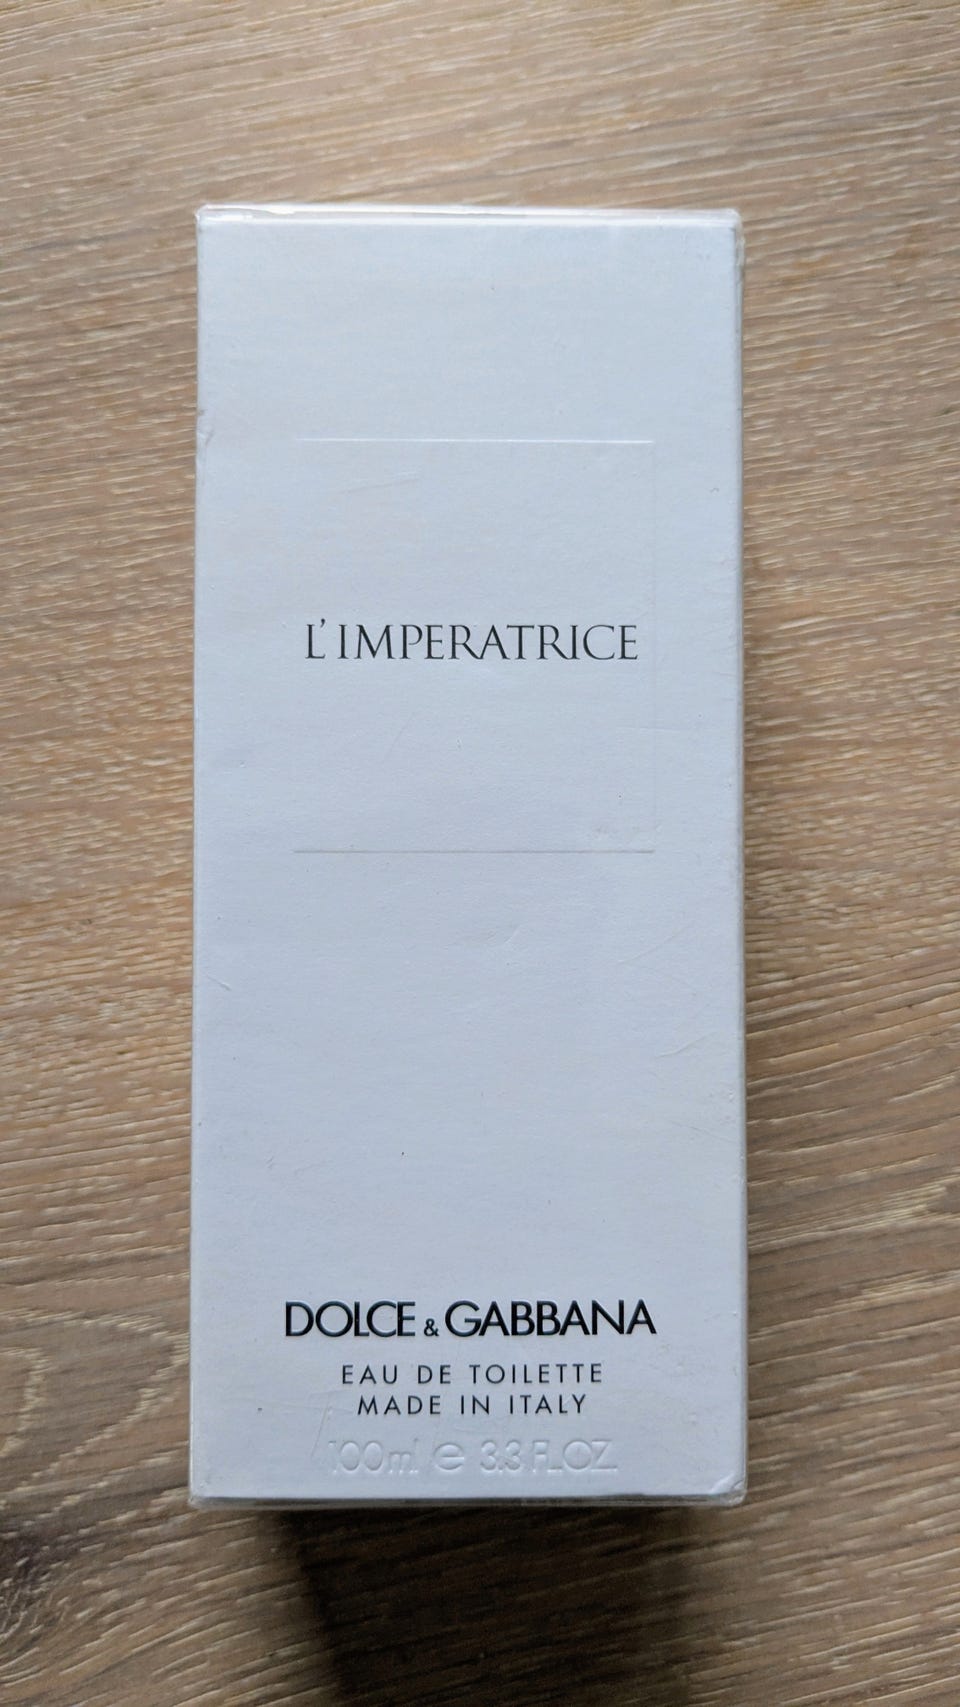 L'IMPERATRICE
DOLCE & GABBANA
EAU DE TOILETTE
MADE IN ITALY
100ml e 3.3 FL.OZ.